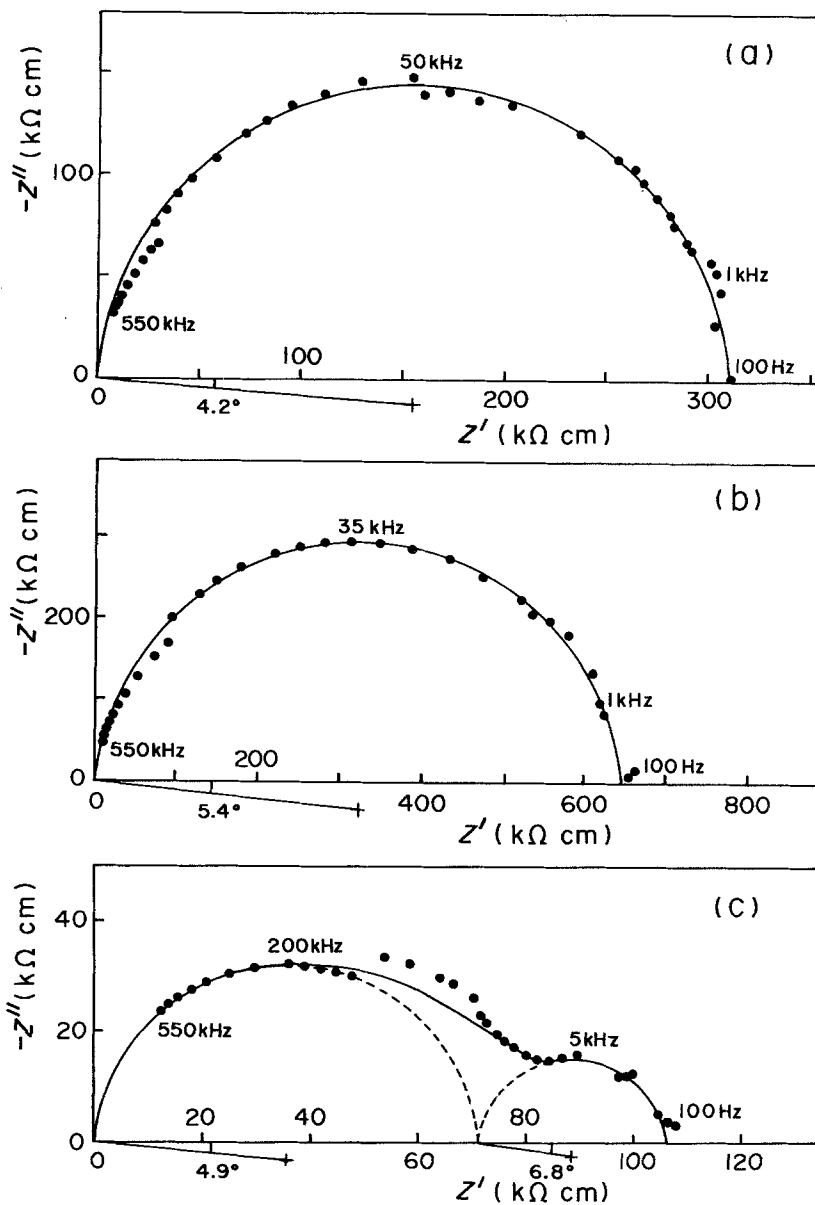 (a)
50 kHz
-Z'' (kΩ cm)
100
550 kHz
1 kHz
100 Hz
0
0
100
200
300
4.2°
Z' (kΩ cm)
(b)
35 kHz
-Z'' (kΩ cm)
200
550 kHz
1 kHz
100 Hz
0
0
200
400
600
800
5.4°
Z' (kΩ cm)
(c)
40
200 kHz
-Z'' (kΩ cm)
550 kHz
20
5 kHz
100 Hz
0
0
20
40
60
80
100
120
4.9°
6.8°
Z' (kΩ cm)